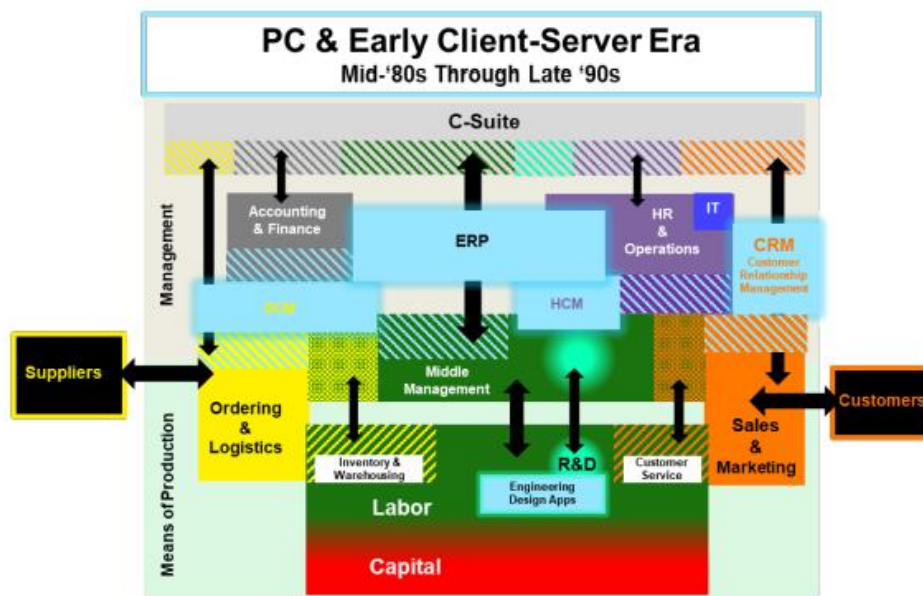 PC & Early Client-Server Era
Mid-‘80s Through Late ‘90s
C-Suite
Management
Accounting
& Finance
ERP
HR
&
Operations
IT
CRM
Customer
Relationship
Management
SCM
HCM
Suppliers
Middle
Management
Customers
Ordering
&
Logistics
Sales
&
Marketing
Means of Production
Inventory &
Warehousing
R&D
Customer
Service
Engineering
Design Apps
Labor
Capital